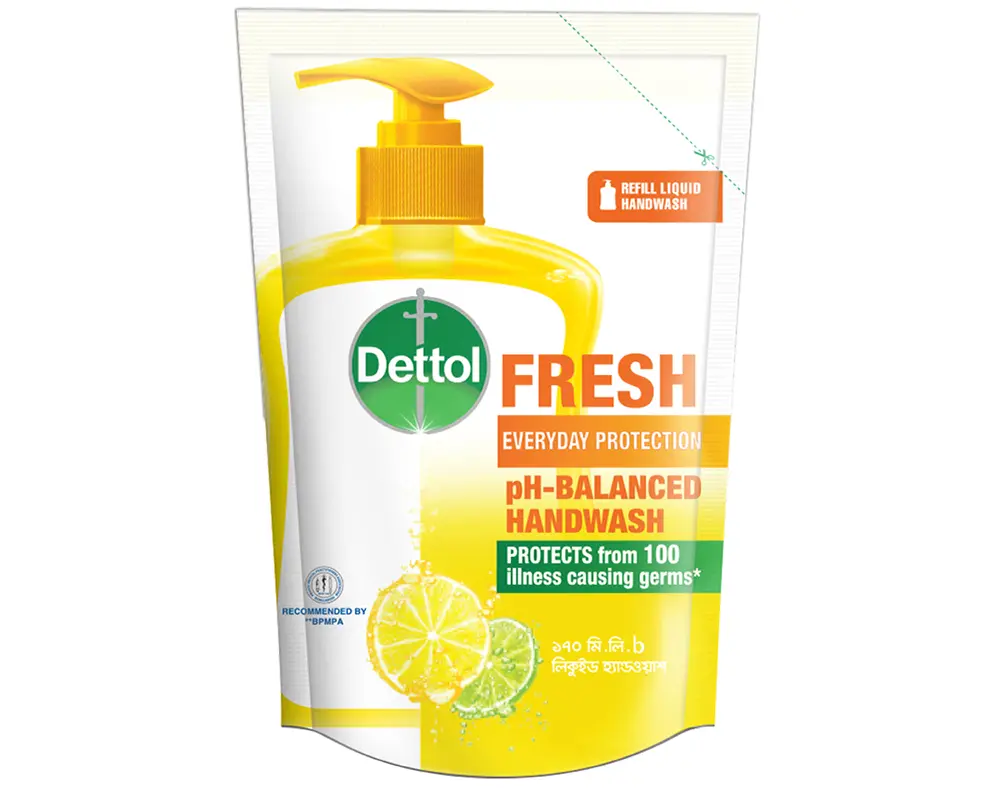 REFILL LIQUID
HANDWASH
Dettol
FRESH
EVERYDAY PROTECTION
pH-BALANCED
HANDWASH
PROTECTS from 100
illness causing germs*
RECOMMENDED BY
**BPMPA
১৭০ মি.লি.b
লিকুইড হ্যান্ডওয়াশ